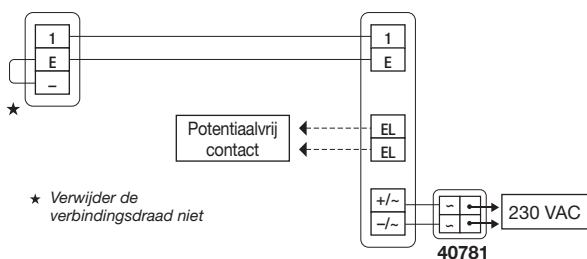 1
E
–
★
1
E
Potentiaalvrij
contact
EL
EL
★ Verwijder de
verbindingsdraad niet
+/~
–/~
~
~
230 VAC
40781